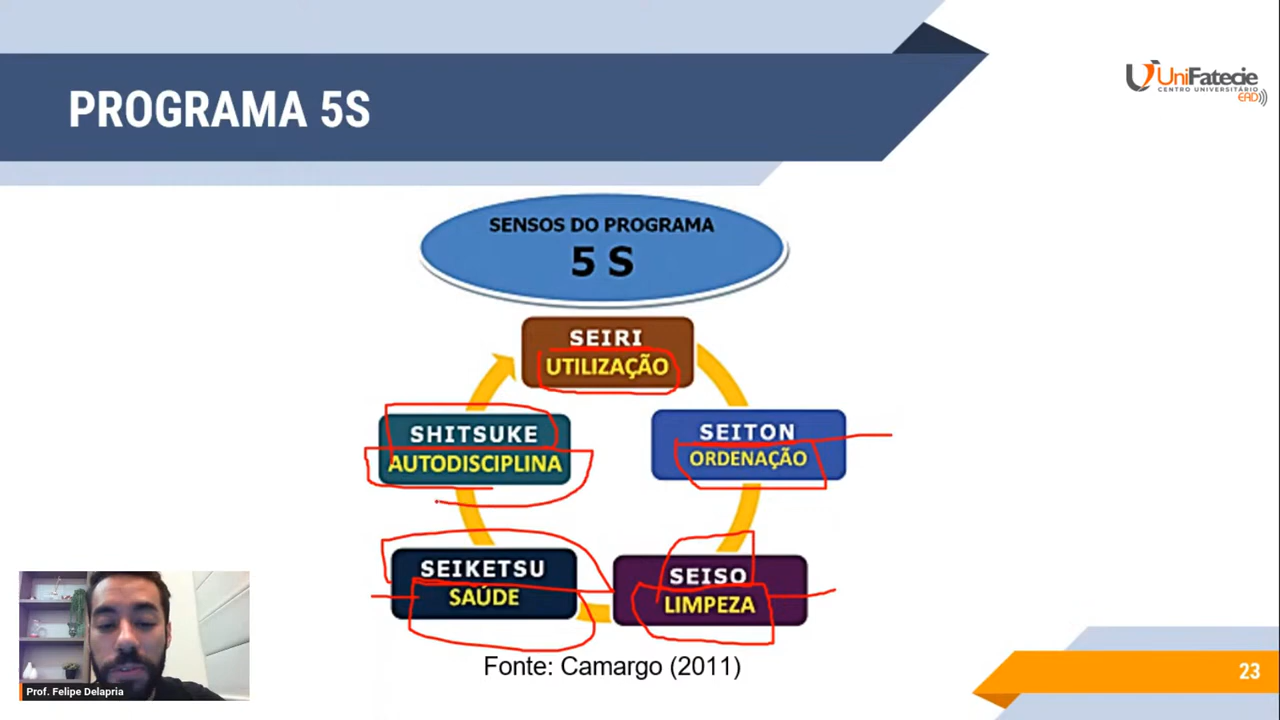 PROGRAMA 5S
UniFatecie
CENTRO UNIVERSITÁRIO
EAD
SENSOS DO PROGRAMA
5 S
SEIRI
UTILIZAÇÃO
SHITSUKE
AUTODISCIPLINA
SEITON
ORDENAÇÃO
SEIKETSU
SAÚDE
SEISO
LIMPEZA
Fonte: Camargo (2011)
Prof. Felipe Delapria
23